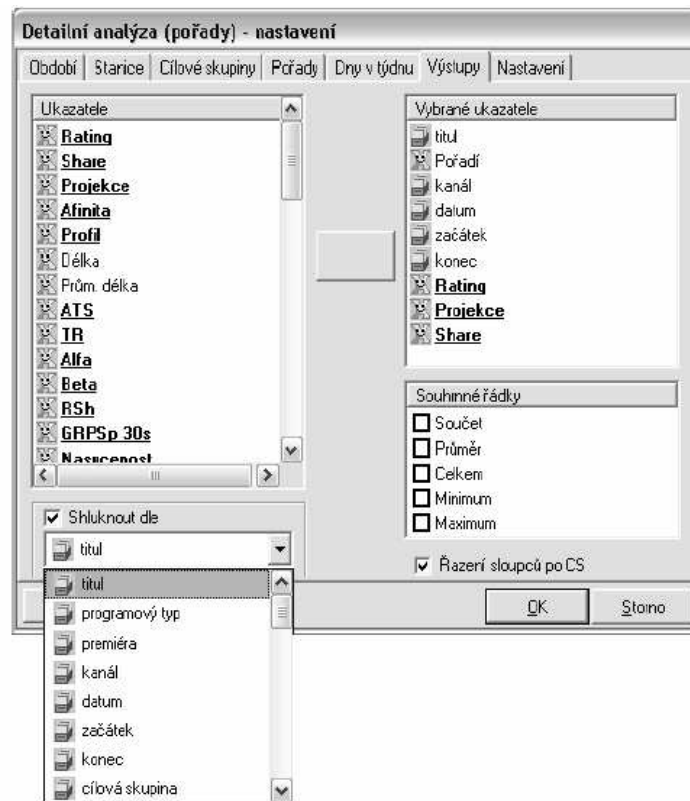 Detailní analýza (pořady) - nastavení
Období Starice Cílové skupiny Pořady Dny v týdnu Výstupy Nastavení
Ukazatele
Rating
Share
Projekce
Afinita
Profil
Délka
Prům. délka
ATS
TR
Alfa
Beta
RSh
GRPSp 30s
Nasycenost
Vybrané ukazatele
titul
Pořadí
kanál
datum
začátek
konec
Rating
Projekce
Share
Souhrnné řádky
Součet
Průměr
Celkem
Minimum
Maximum
Shluknout dle
titul
Řazení sloupců po CS
OK Storno
titul
programový typ
premiéra
kanál
datum
začátek
konec
cílová skupina